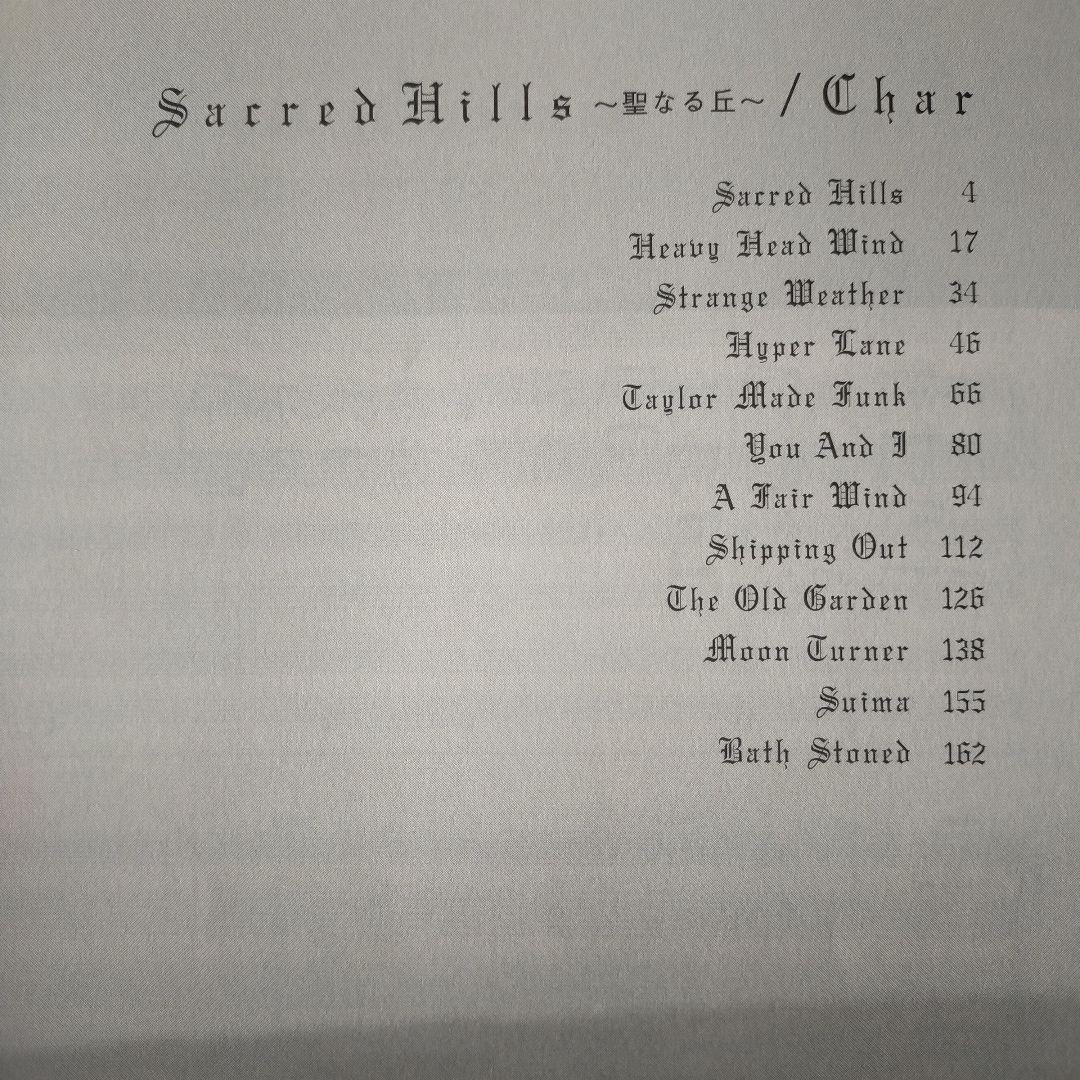 Sacred Hills ～聖なる丘～ / Char
Sacred Hills 4
Heavy Head Wind 17
Strange Weather 34
Hyper Lane 46
Taylor Made Funk 66
You And I 80
A Fair Wind 94
Shipping Out 112
The Old Garden 126
Moon Turner 138
Suima 155
Bath Stoned 162